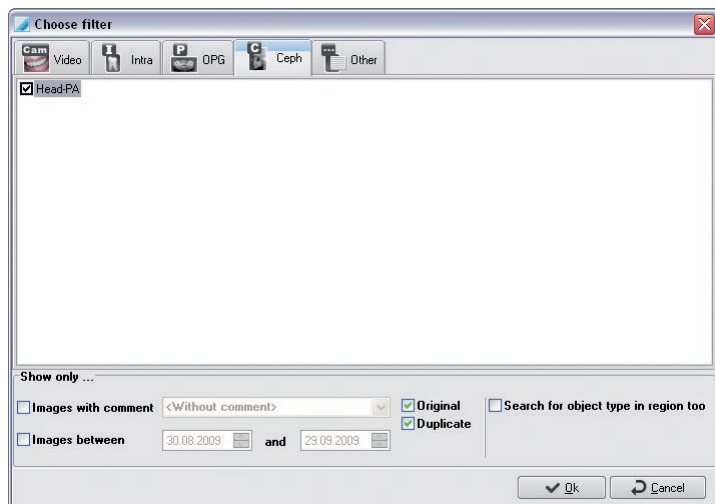 Choose filter
Cam Video I Intra P OPG C Ceph Other
Head-PA
Show only ...
Images with comment <Without comment> Original Search for object type in region too
Duplicate
Images between 30.08.2009 and 29.09.2009
Ok Cancel